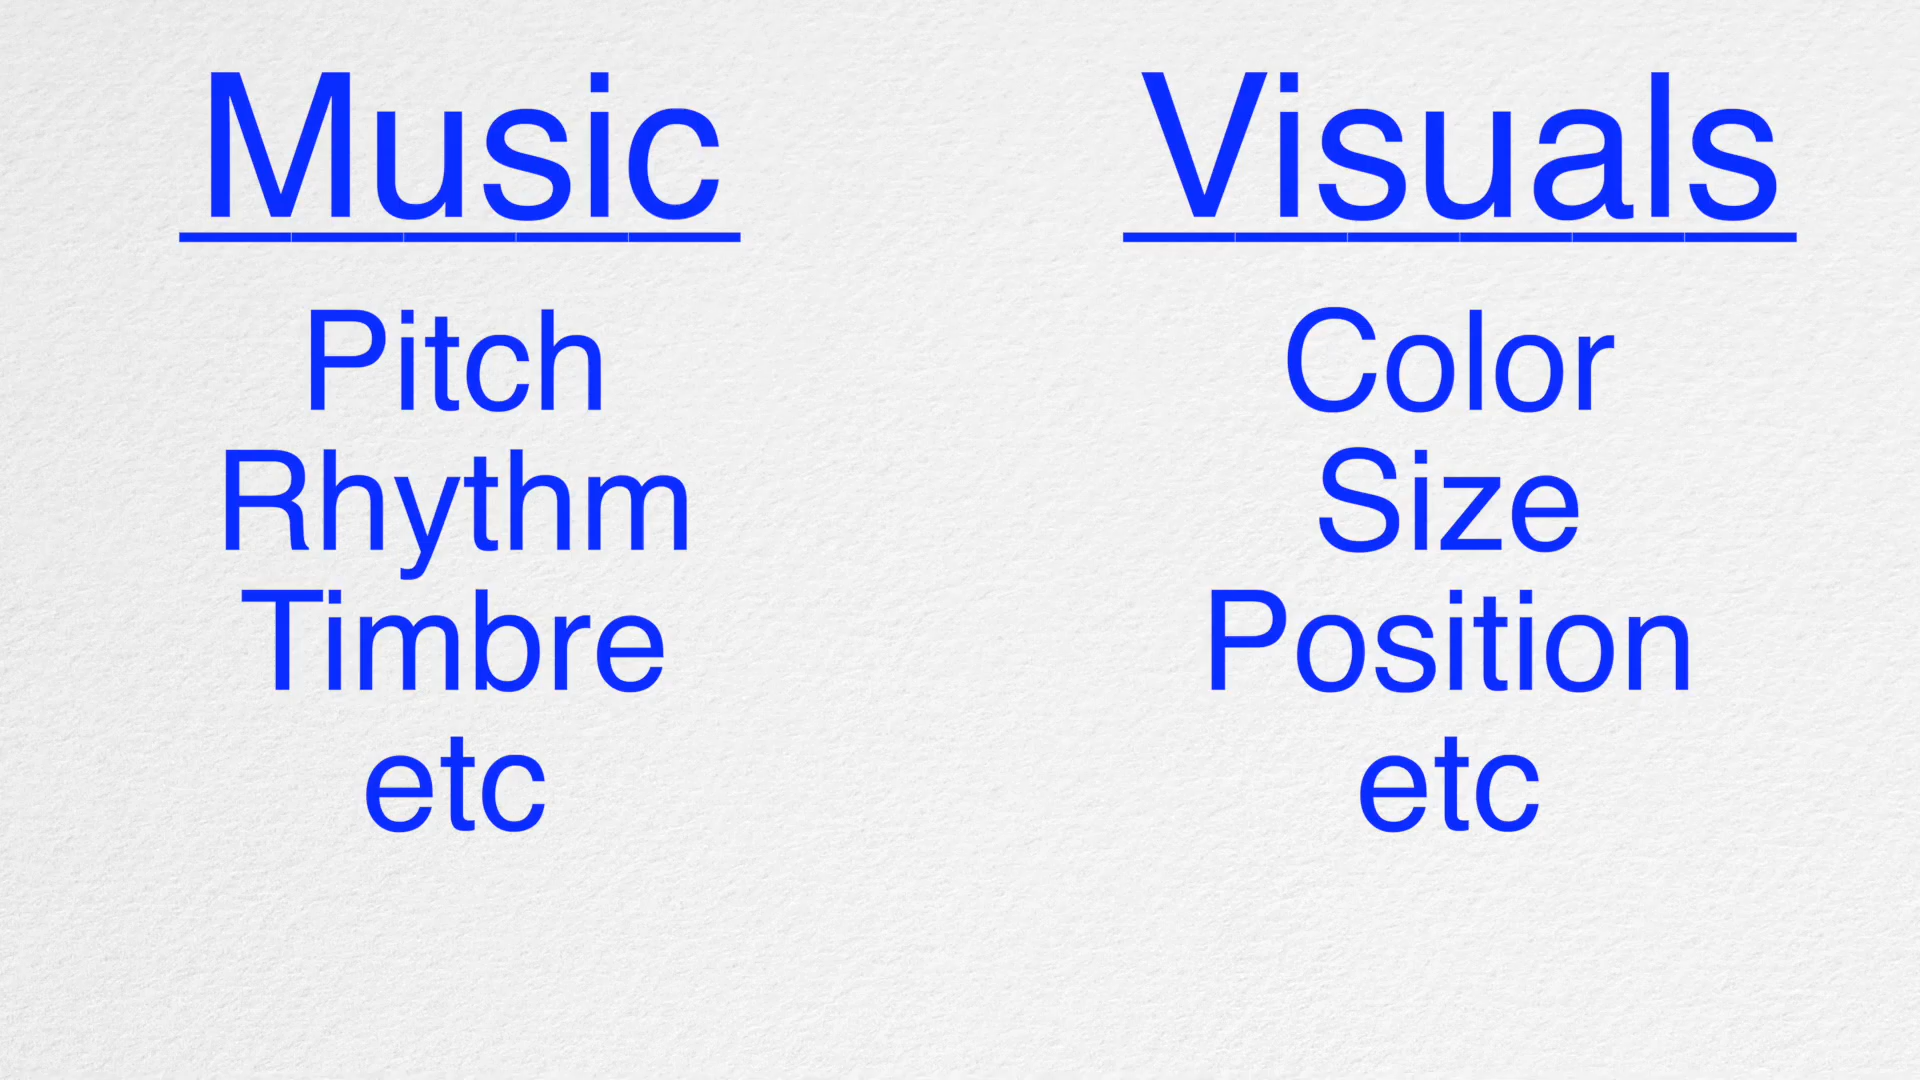 Music
Pitch
Rhythm
Timbre
etc
Visuals
Color
Size
Position
etc